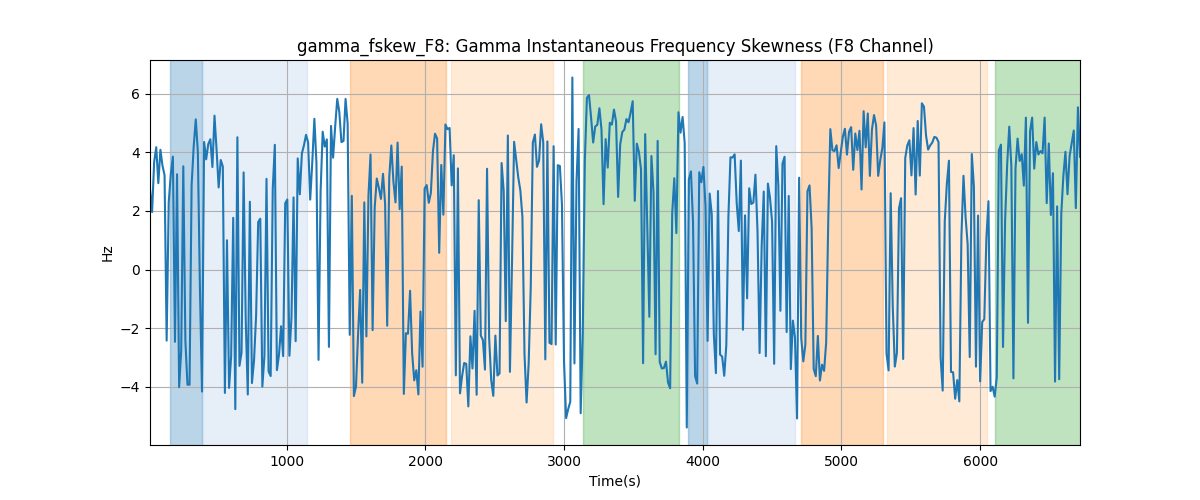 gamma_fskew_F8: Gamma Instantaneous Frequency Skewness (F8 Channel)
6
4
2
0
−2
−4
Hz
1000 2000 3000 4000 5000 6000
Time(s)